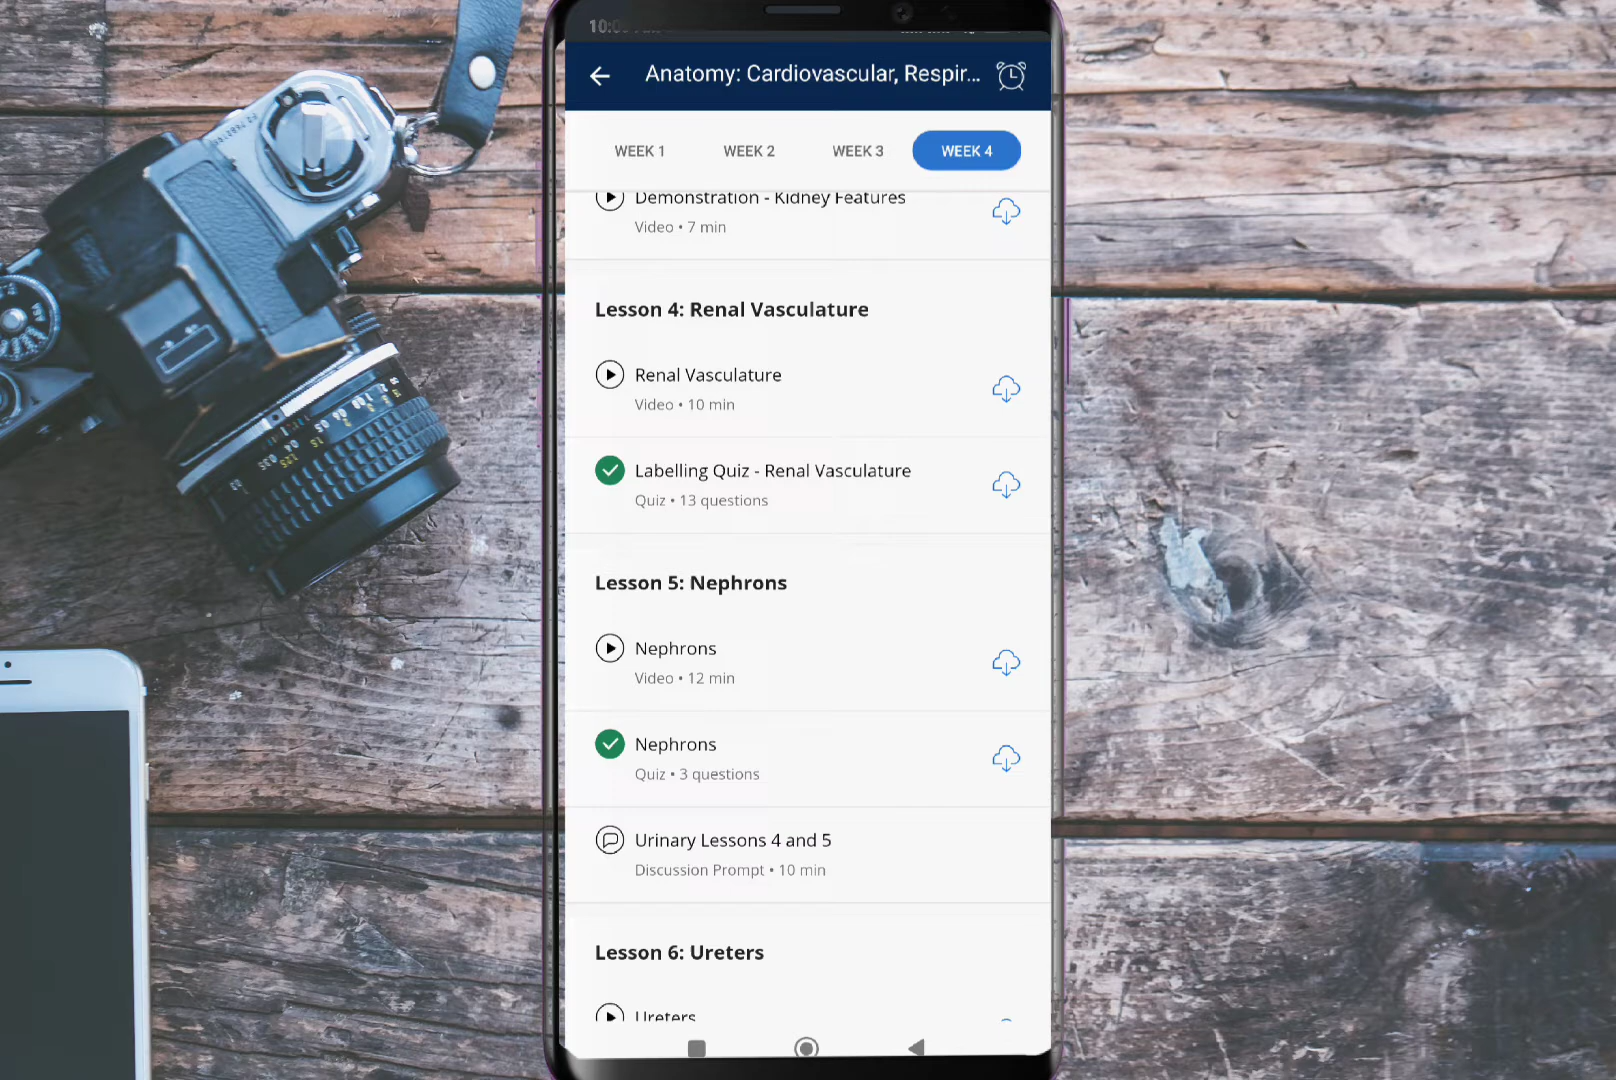 Anatomy: Cardiovascular, Respir...
WEEK 1 WEEK 2 WEEK 3 WEEK 4
Demonstration - Kidney Features
Video • 7 min
Lesson 4: Renal Vasculature
Renal Vasculature
Video • 10 min
Labelling Quiz - Renal Vasculature
Quiz • 13 questions
Lesson 5: Nephrons
Nephrons
Video • 12 min
Nephrons
Quiz • 3 questions
Urinary Lessons 4 and 5
Discussion Prompt • 10 min
Lesson 6: Ureters
Ureters